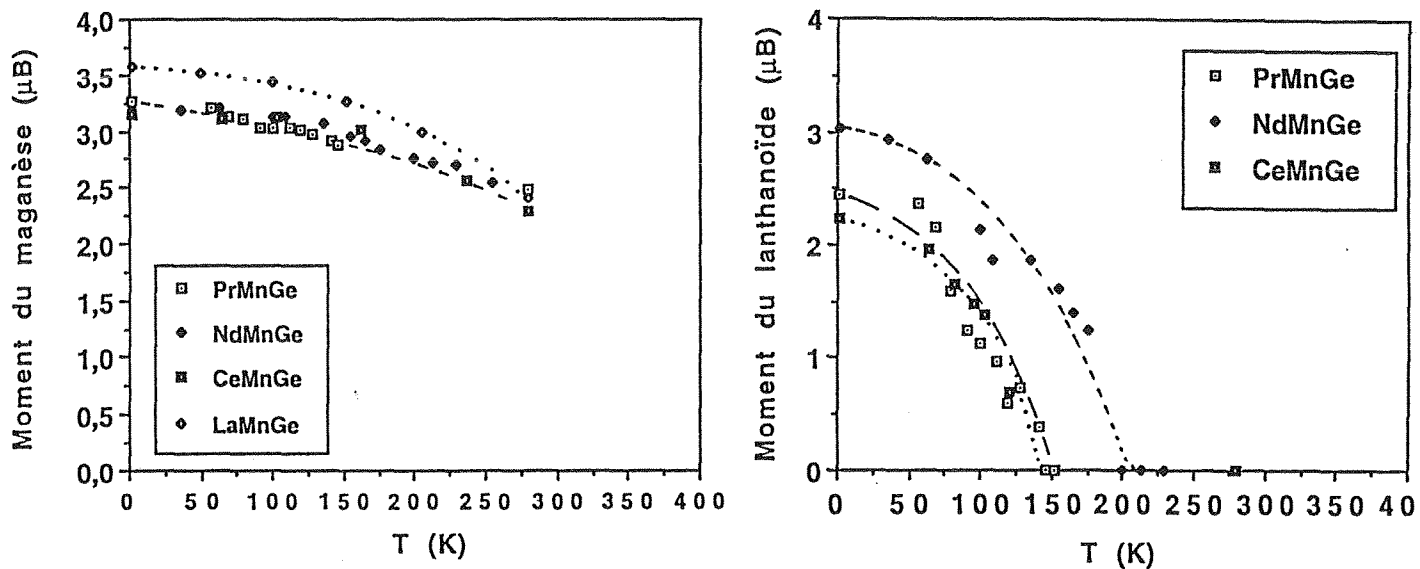 Moment du maganèse (µB)
4,0
3,5
3,0
2,5
2,0
1,5
1,0
0,5
0,0
PrMnGe
NdMnGe
CeMnGe
LaMnGe
0 50 100 150 200 250 300 350 400
T (K)
Moment du lanthanoïde (µB)
4
3
2
1
0
PrMnGe
NdMnGe
CeMnGe
0 50 100 150 200 250 300 350 40
T (K)